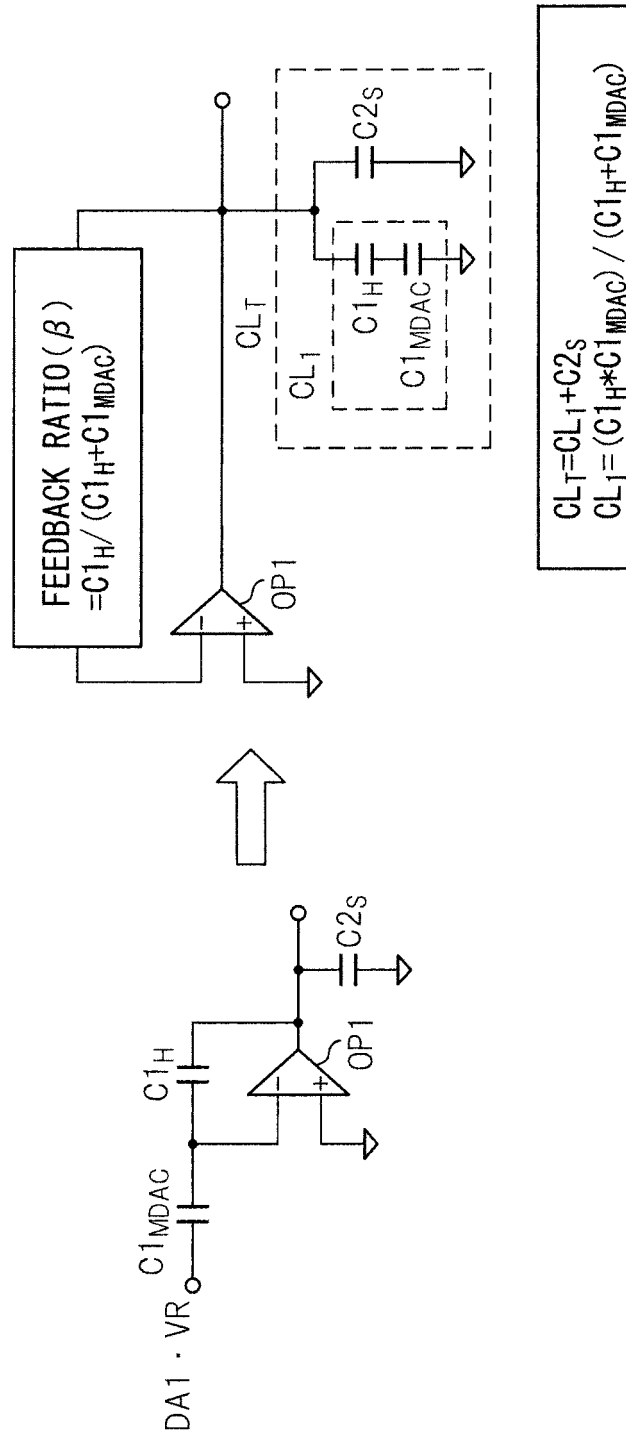 DA1 · VR
C1MDAC
C1H
−
+
OP1
C2S
FEEDBACK RATIO(β)
=C1H/(C1H+C1MDAC)
−
+
OP1
CLT
CL1
C1H
C1MDAC
C2S
CLT=CL1+C2S
CL1=(C1H*C1MDAC)/(C1H+C1MDAC)